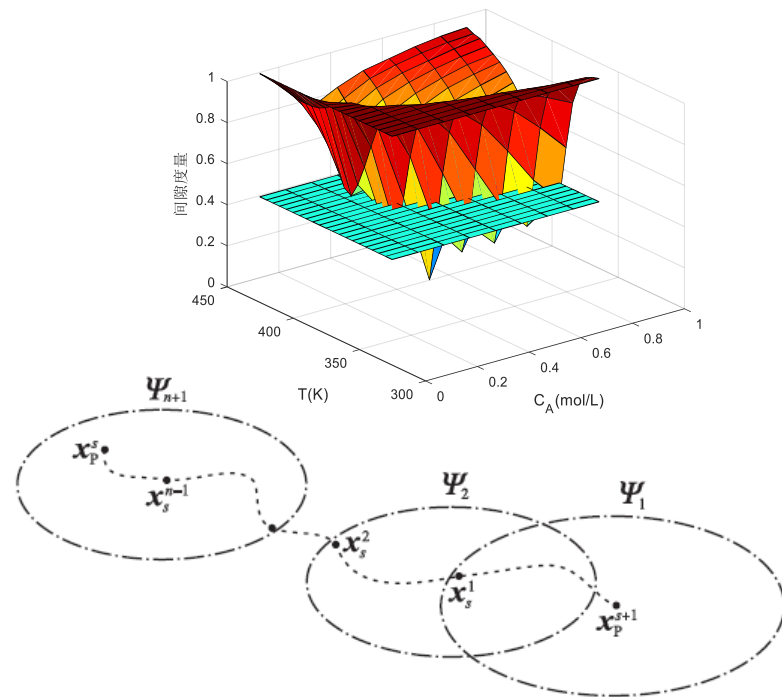 1
0.8
0.6
0.4
0.2
0
间隙度量
450
400
350
300
T(K)
0
0.2
0.4
0.6
0.8
1
C_A(mol/L)
Ψ_{n+1}
x_P^s
x_s^{n-1}
Ψ_2
x_s^2
Ψ_1
x_s^1
x_P^{s+1}